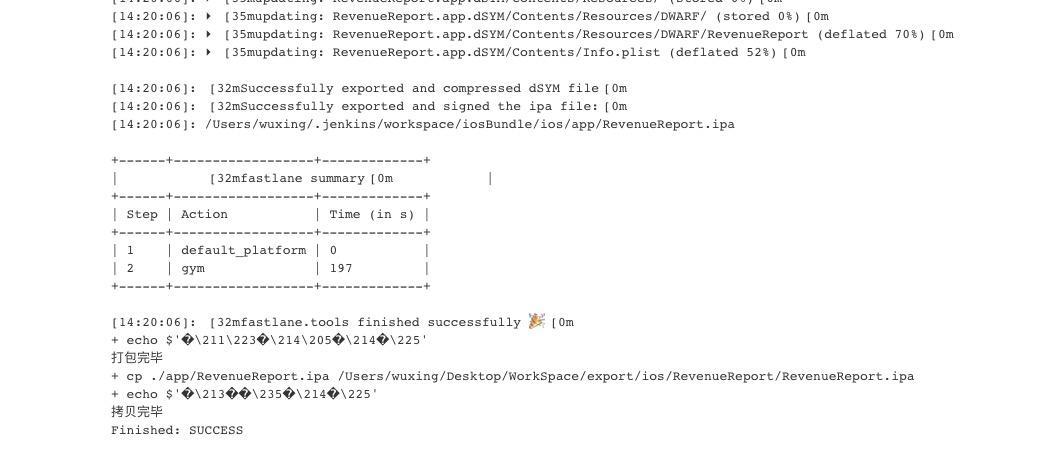 [14:20:06]: ▸ [35mupdating: RevenueReport.app.dSYM/Contents/Resources/ (stored 0%)[0m
[14:20:06]: ▸ [35mupdating: RevenueReport.app.dSYM/Contents/Resources/DWARF/ (stored 0%)[0m
[14:20:06]: ▸ [35mupdating: RevenueReport.app.dSYM/Contents/Resources/DWARF/RevenueReport (deflated 70%)[0m
[14:20:06]: ▸ [35mupdating: RevenueReport.app.dSYM/Contents/Info.plist (deflated 52%)[0m
[14:20:06]: [32mSuccessfully exported and compressed dSYM file[0m
[14:20:06]: [32mSuccessfully exported and signed the ipa file:[0m
[14:20:06]: /Users/wuxing/.jenkins/workspace/iosBundle/ios/app/RevenueReport.ipa
+------+------------------+-------------+
| [32mfastlane summary[0m |
+------+------------------+-------------+
| Step | Action | Time (in s) |
+------+------------------+-------------+
| 1 | default_platform | 0 |
| 2 | gym | 197 |
+------+------------------+-------------+
[14:20:06]: [32mfastlane.tools finished successfully 🎉[0m
+ echo $'�\211\223�\214\205�\214�\225'
打包完毕
+ cp ./app/RevenueReport.ipa /Users/wuxing/Desktop/WorkSpace/export/ios/RevenueReport/RevenueReport.ipa
+ echo $'�\213��\235�\214�\225'
拷贝完毕
Finished: SUCCESS